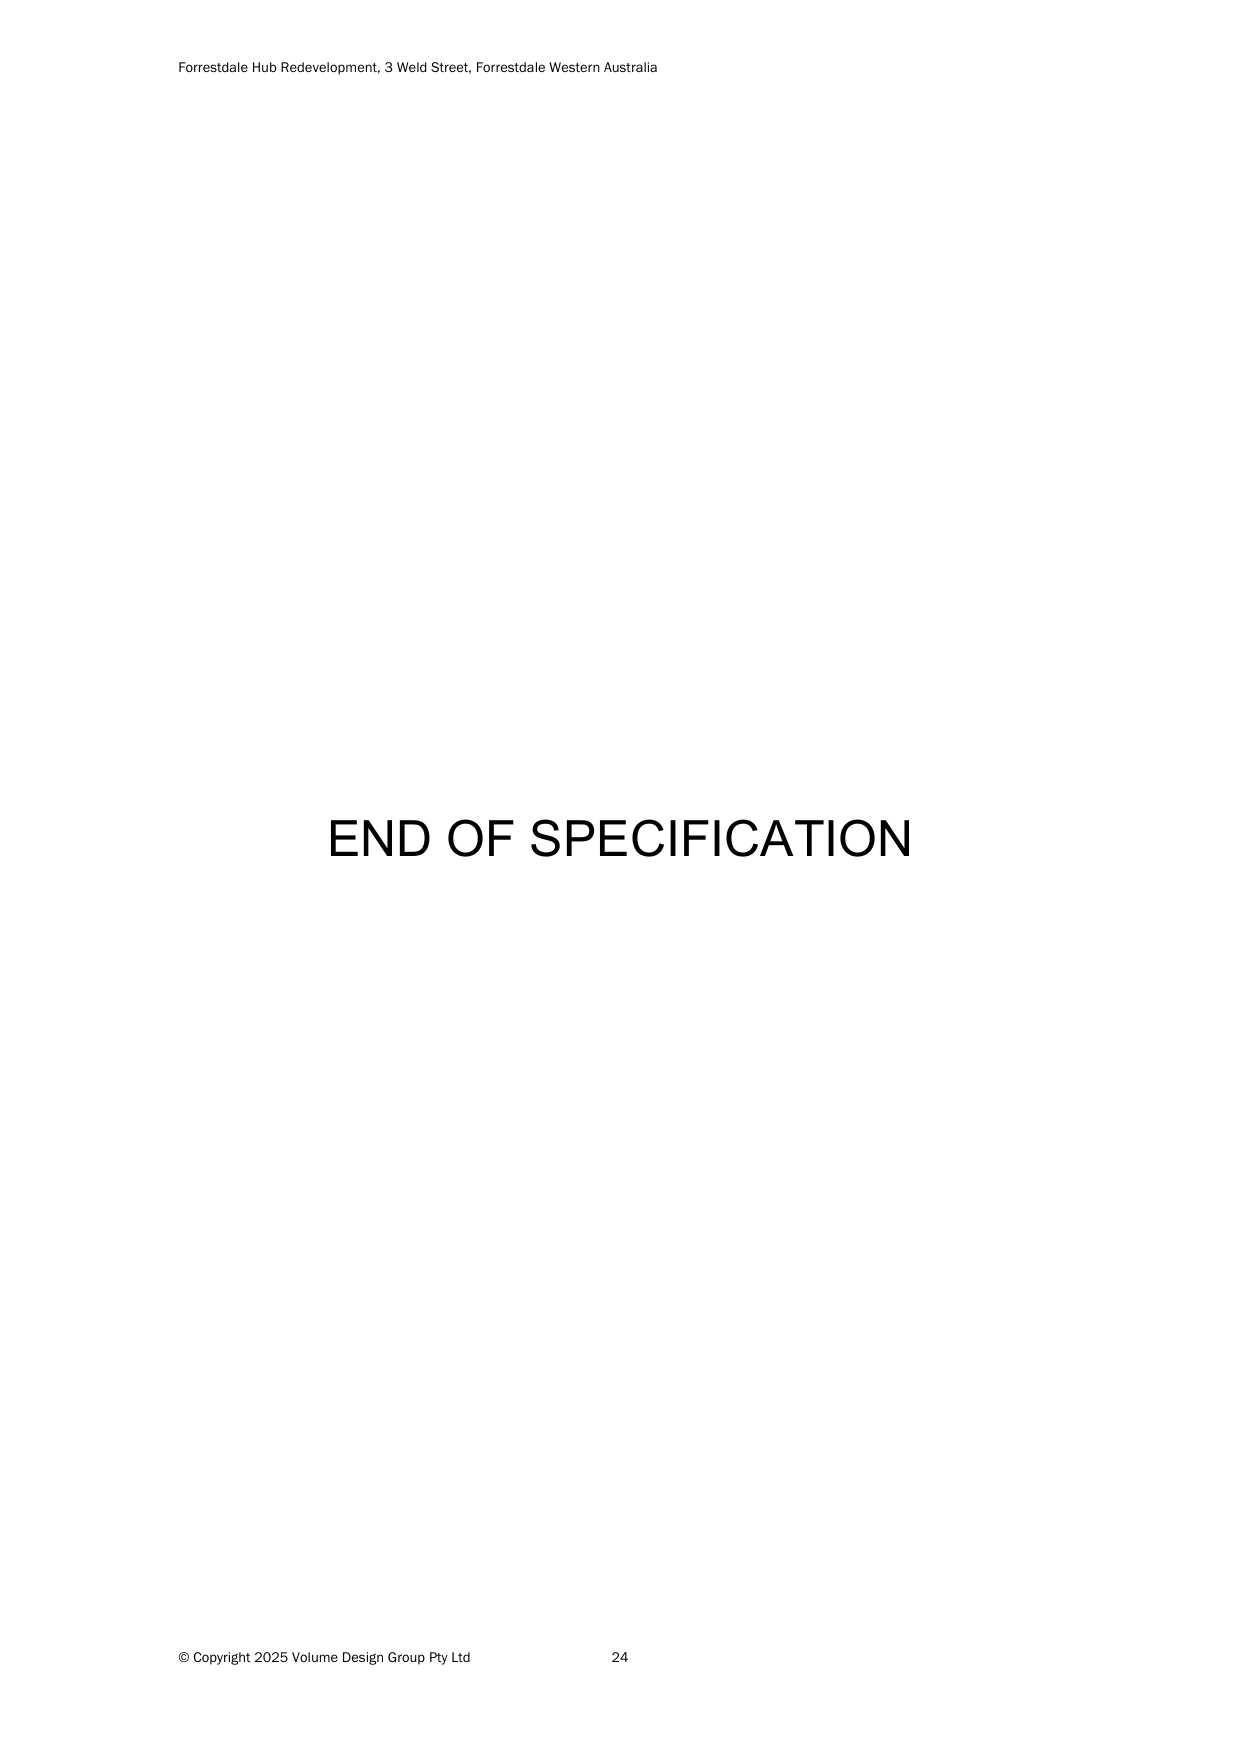 Forrestdale Hub Redevelopment, 3 Weld Street, Forrestdale Western Australia
END OF SPECIFICATION
© Copyright 2025 Volume Design Group Pty Ltd 24